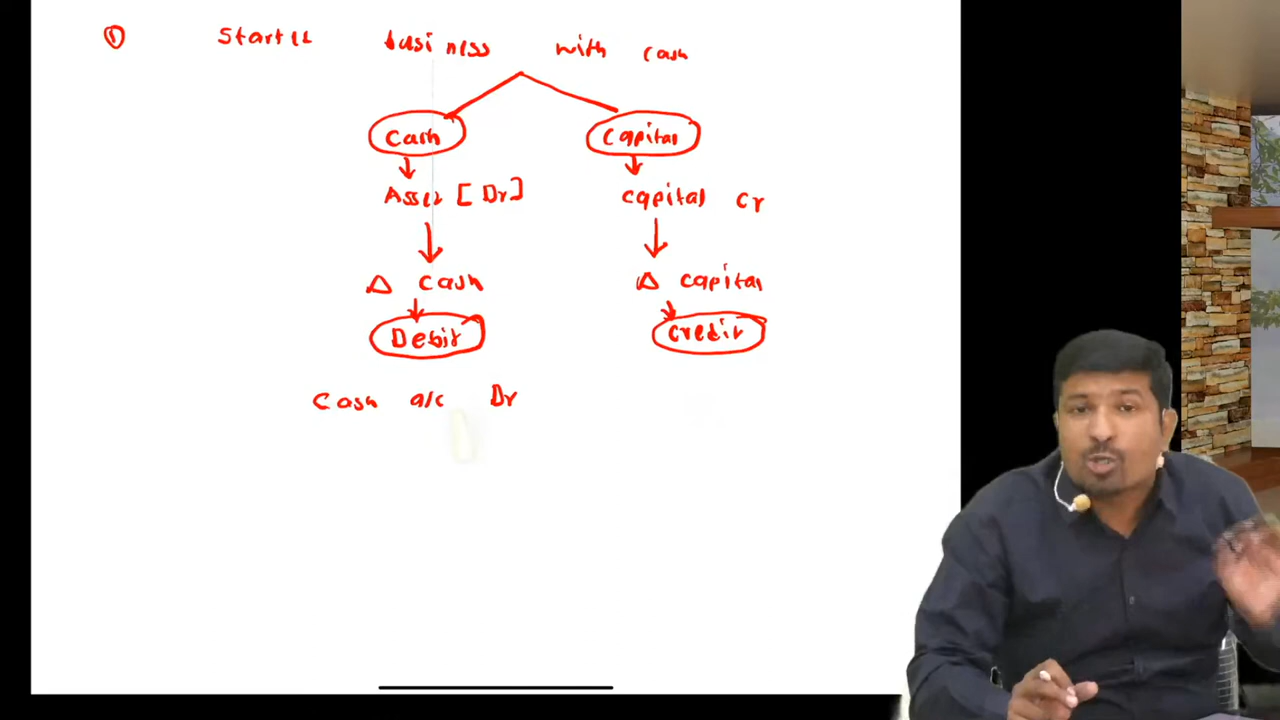 ① Started business with cash
Cash Capital
Asset [Dr] Capital Cr
Δ Cash Δ Capital
Debit Credit
Cash a/c Dr